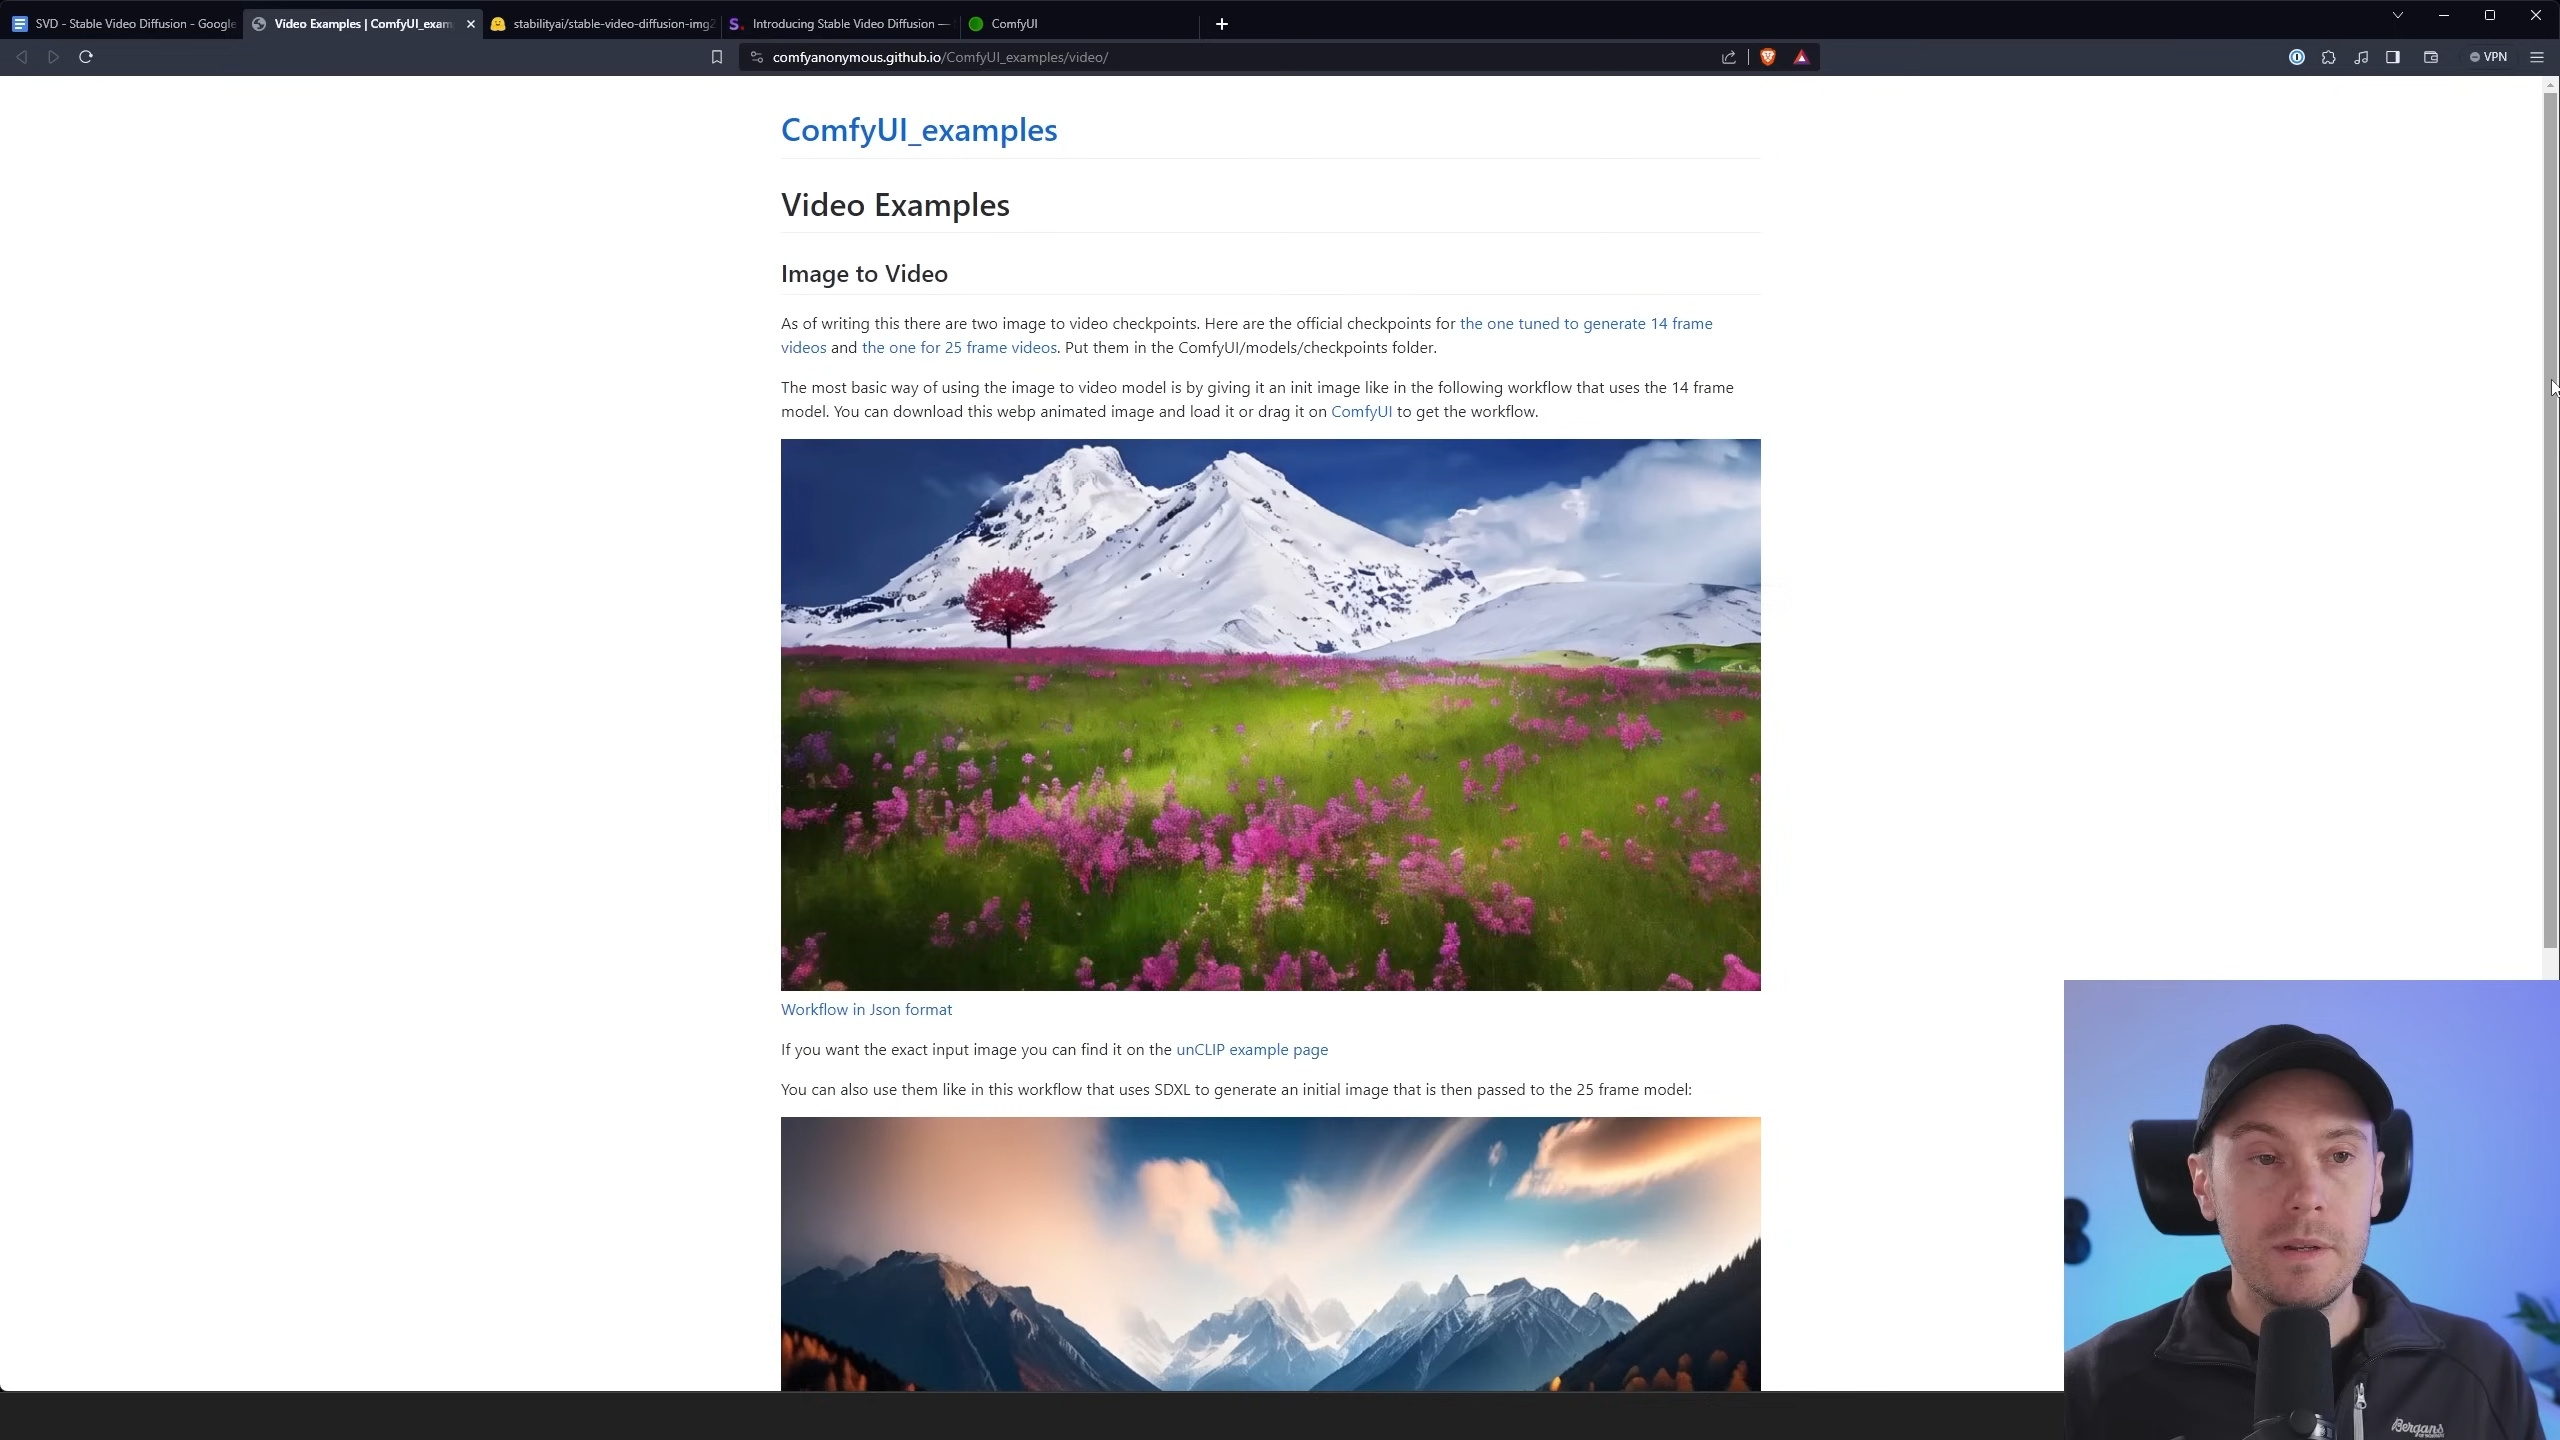 SVD - Stable Video Diffusion - Google
Video Examples | ComfyUI_exam
stabilityai/stable-video-diffusion-img2
S. Introducing Stable Video Diffusion —
ComfyUI
comfyanonymous.github.io/ComfyUI_examples/video/
VPN
ComfyUI_examples
Video Examples
Image to Video
As of writing this there are two image to video checkpoints. Here are the official checkpoints for the one tuned to generate 14 frame
videos and the one for 25 frame videos. Put them in the ComfyUI/models/checkpoints folder.
The most basic way of using the image to video model is by giving it an init image like in the following workflow that uses the 14 frame
model. You can download this webp animated image and load it or drag it on ComfyUI to get the workflow.
Workflow in Json format
If you want the exact input image you can find it on the unCLIP example page
You can also use them like in this workflow that uses SDXL to generate an initial image that is then passed to the 25 frame model:
Bergans